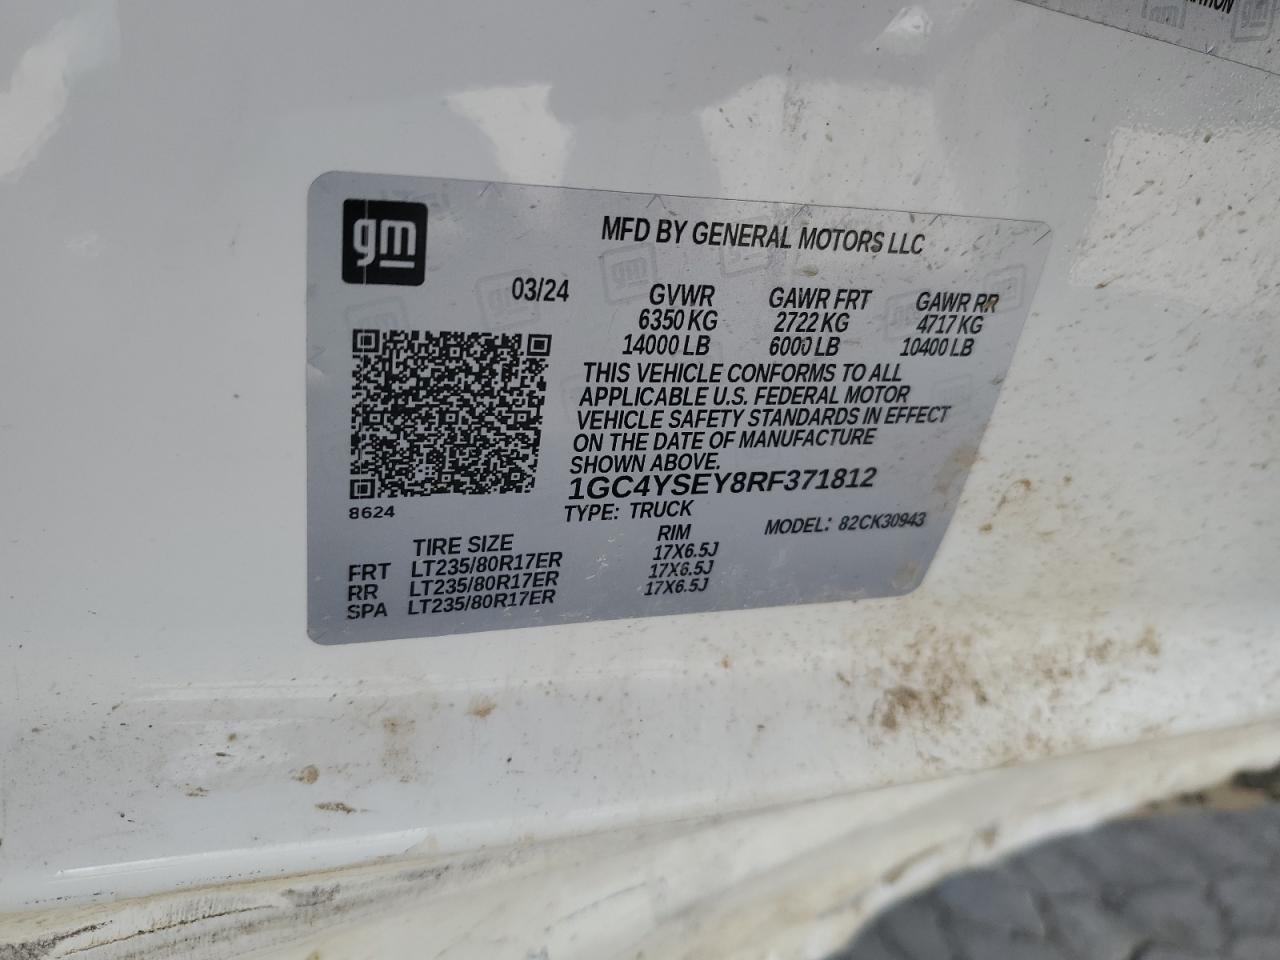 gm
MFD BY GENERAL MOTORS LLC
03/24
GVWR GAWR FRT GAWR RR
6350 KG 2722 KG 4717 KG
14000 LB 6000 LB 10400 LB
THIS VEHICLE CONFORMS TO ALL
APPLICABLE U.S. FEDERAL MOTOR
VEHICLE SAFETY STANDARDS IN EFFECT
ON THE DATE OF MANUFACTURE
SHOWN ABOVE.
1GC4YSEY8RF371812
8624
TYPE: TRUCK
MODEL: 82CK30943
TIRE SIZE RIM
FRT LT235/80R17ER 17X6.5J
RR LT235/80R17ER 17X6.5J
SPA LT235/80R17ER 17X6.5J